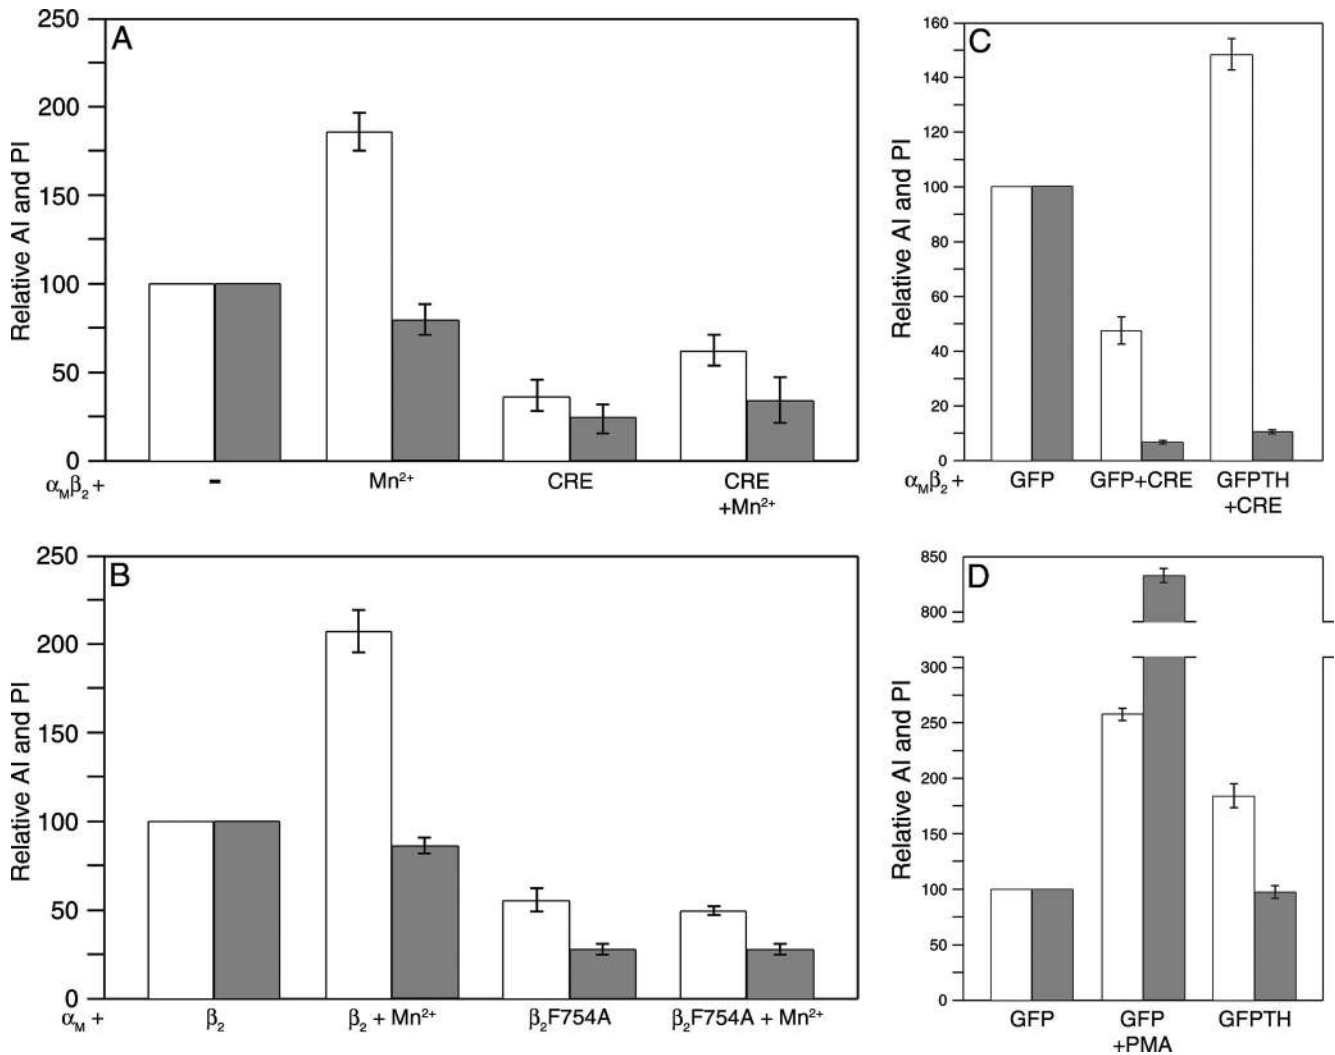 A
Relative AI and PI
250
200
150
100
50
0
α_Mβ₂ +
-
Mn²⁺
CRE
CRE
+Mn²⁺
B
Relative AI and PI
250
200
150
100
50
0
α_M +
β₂
β₂ + Mn²⁺
β₂F754A
β₂F754A + Mn²⁺
C
Relative AI and PI
160
140
120
100
80
60
40
20
0
α_Mβ₂ +
GFP
GFP+CRE
GFPTH
+CRE
D
Relative AI and PI
850
800
300
250
200
150
100
50
0
GFP
GFP
+PMA
GFPTH